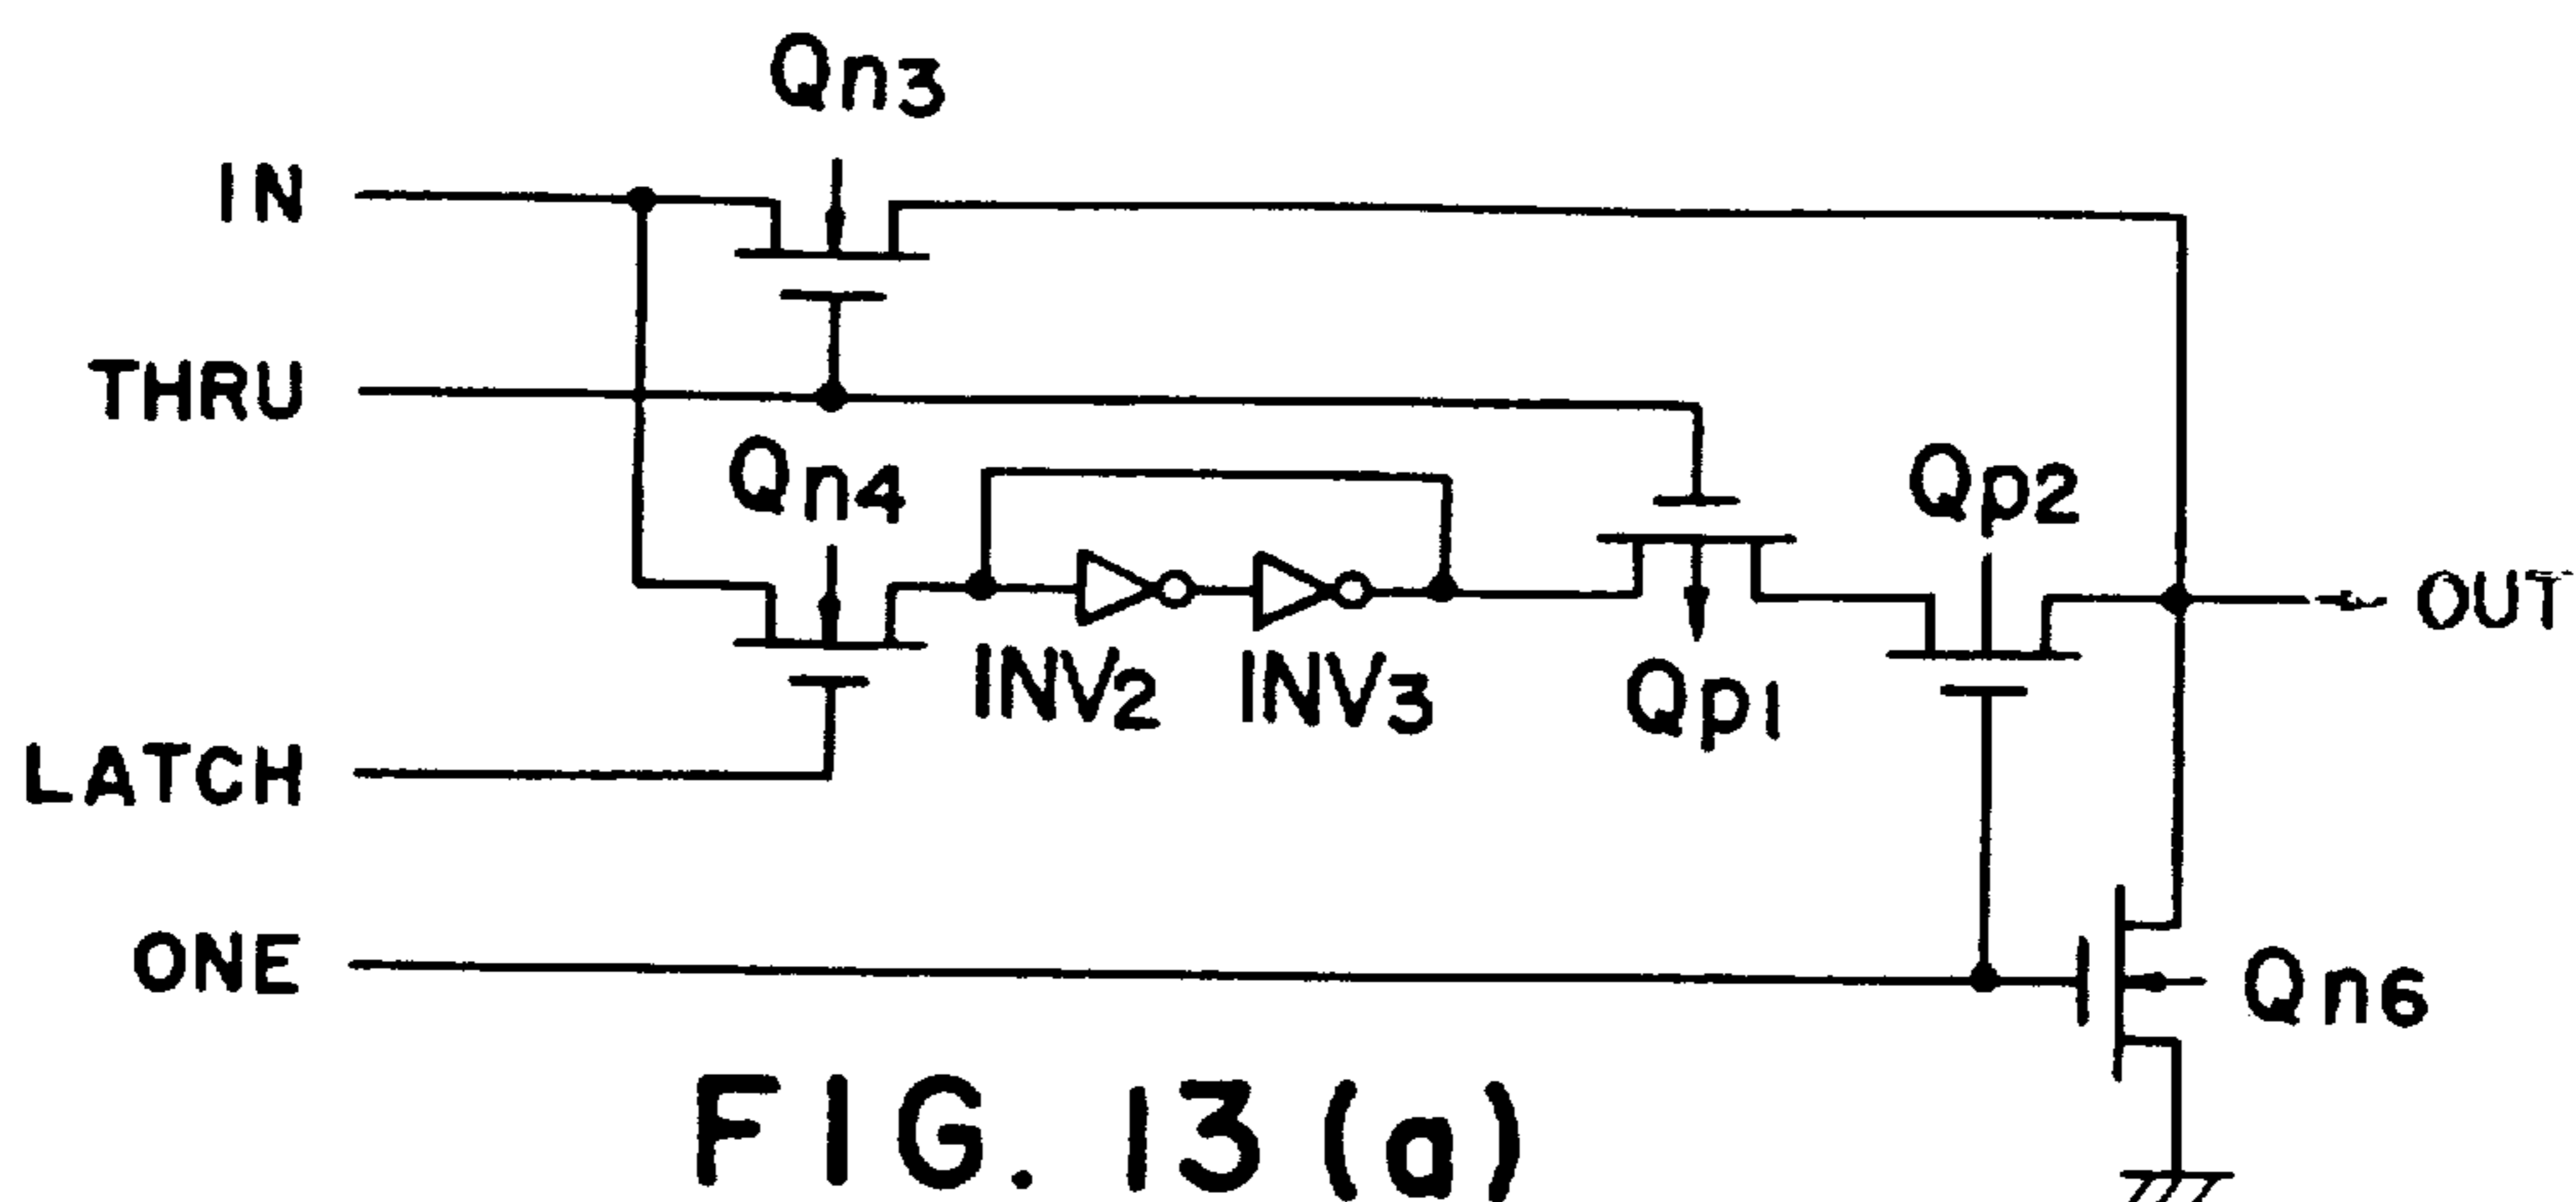 Qn3
IN
THRU
Qn4
Qp2
OUT
INV2
INV3
Qp1
LATCH
ONE
Qn6
FIG. 13 (a)